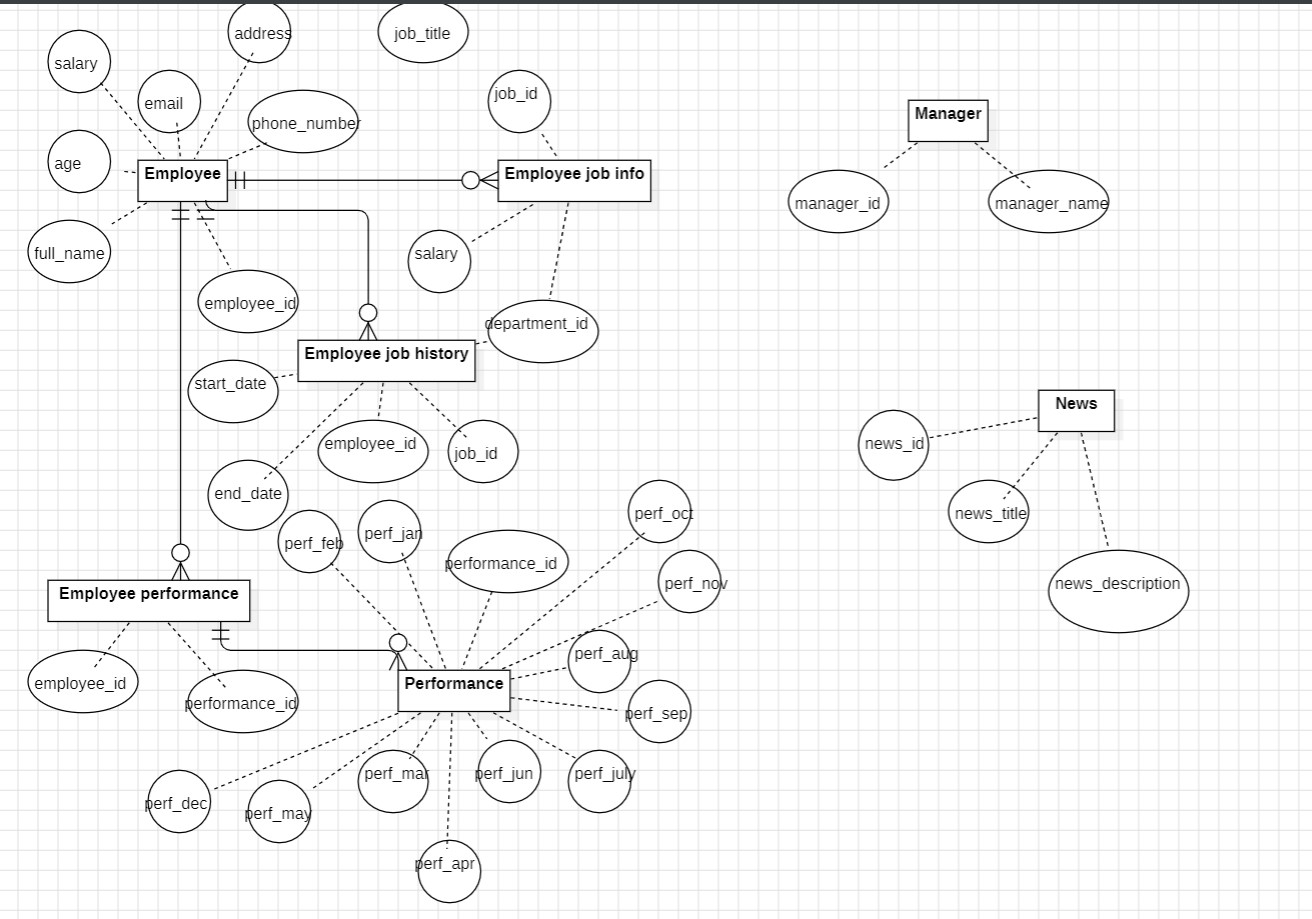 address
job_title
salary
email
job_id
phone_number
Manager
age
Employee
Employee job info
manager_id
manager_name
full_name
salary
employee_id
department_id
Employee job history
start_date
News
employee_id
job_id
news_id
end_date
perf_feb
perf_jan
perf_oct
news_title
performance_id
perf_nov
news_description
Employee performance
perf_aug
employee_id
performance_id
Performance
perf_sep
perf_mar
perf_jun
perf_july
perf_dec
perf_may
perf_apr